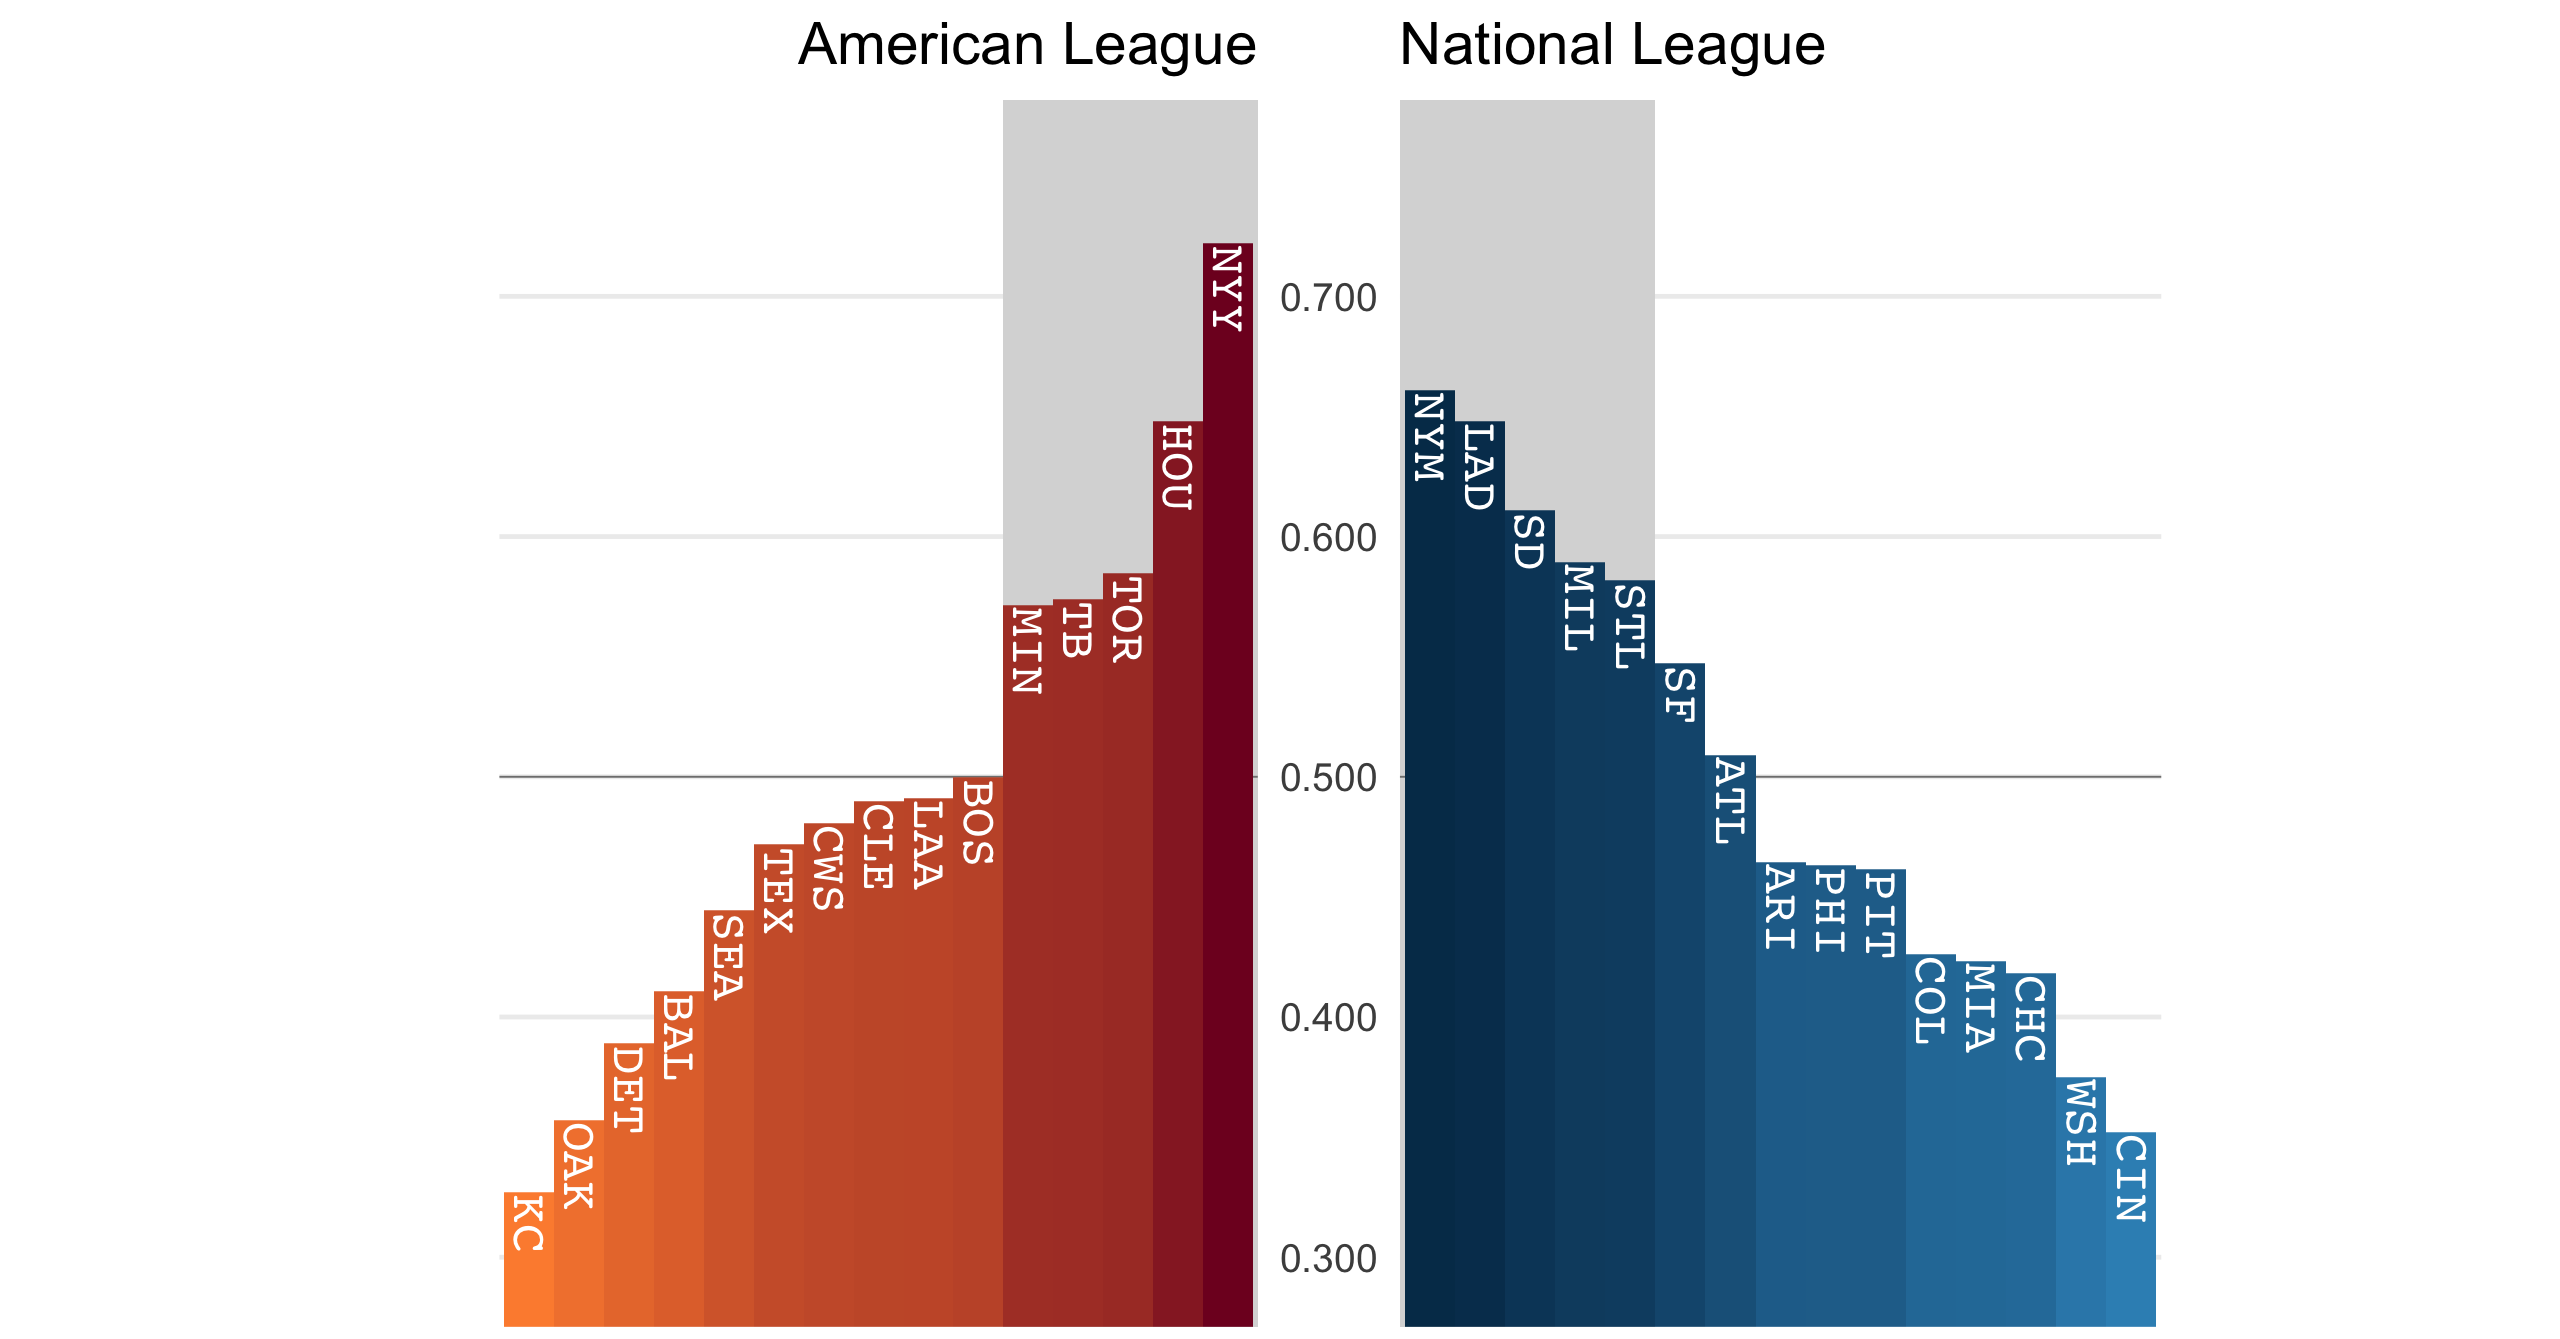 American League
National League
0.700
0.600
0.500
0.400
0.300
KC
OAK
DET
BAL
SEA
TEX
CWS
CLE
LAA
BOS
MIN
TB
TOR
HOU
NYY
NYM
LAD
SD
MIL
STL
SF
ATL
ARI
PHI
PIT
COL
MIA
CHC
WSH
CIN